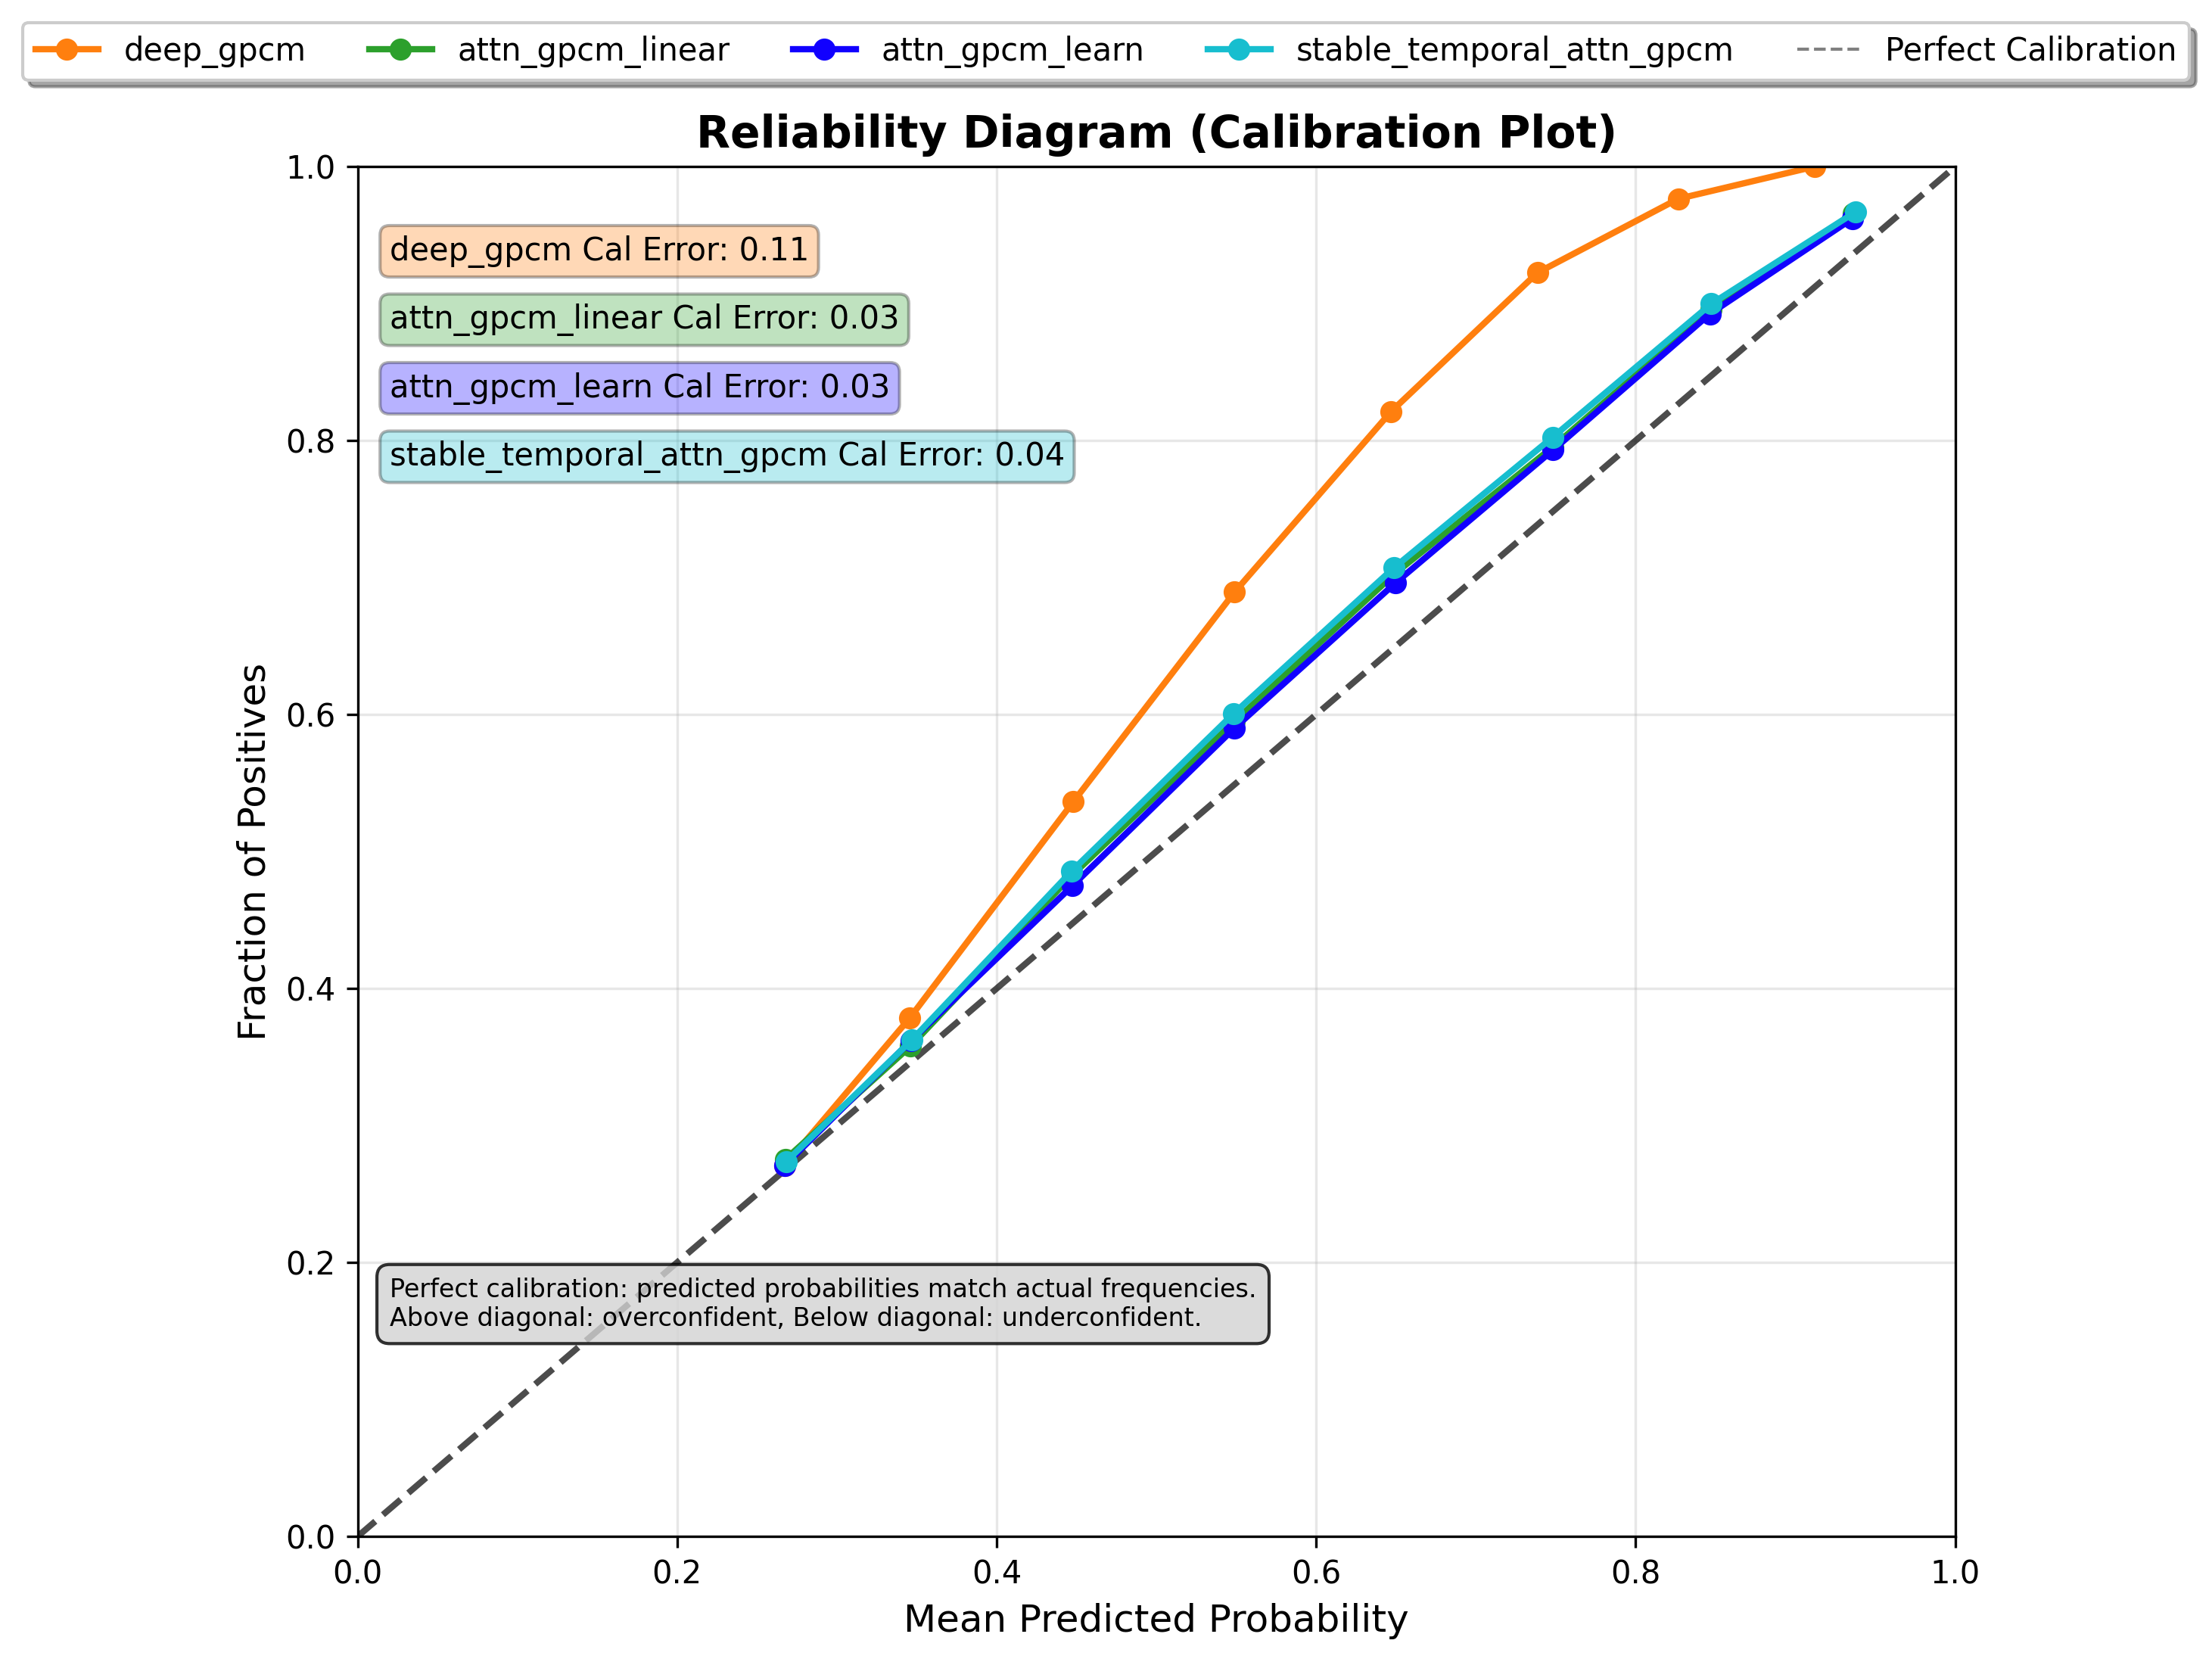 deep_gpcm attn_gpcm_linear attn_gpcm_learn stable_temporal_attn_gpcm Perfect Calibration
Reliability Diagram (Calibration Plot)
deep_gpcm Cal Error: 0.11
attn_gpcm_linear Cal Error: 0.03
attn_gpcm_learn Cal Error: 0.03
stable_temporal_attn_gpcm Cal Error: 0.04
Perfect calibration: predicted probabilities match actual frequencies.
Above diagonal: overconfident, Below diagonal: underconfident.
Fraction of Positives
1.0
0.8
0.6
0.4
0.2
0.0
0.0 0.2 0.4 0.6 0.8 1.0
Mean Predicted Probability